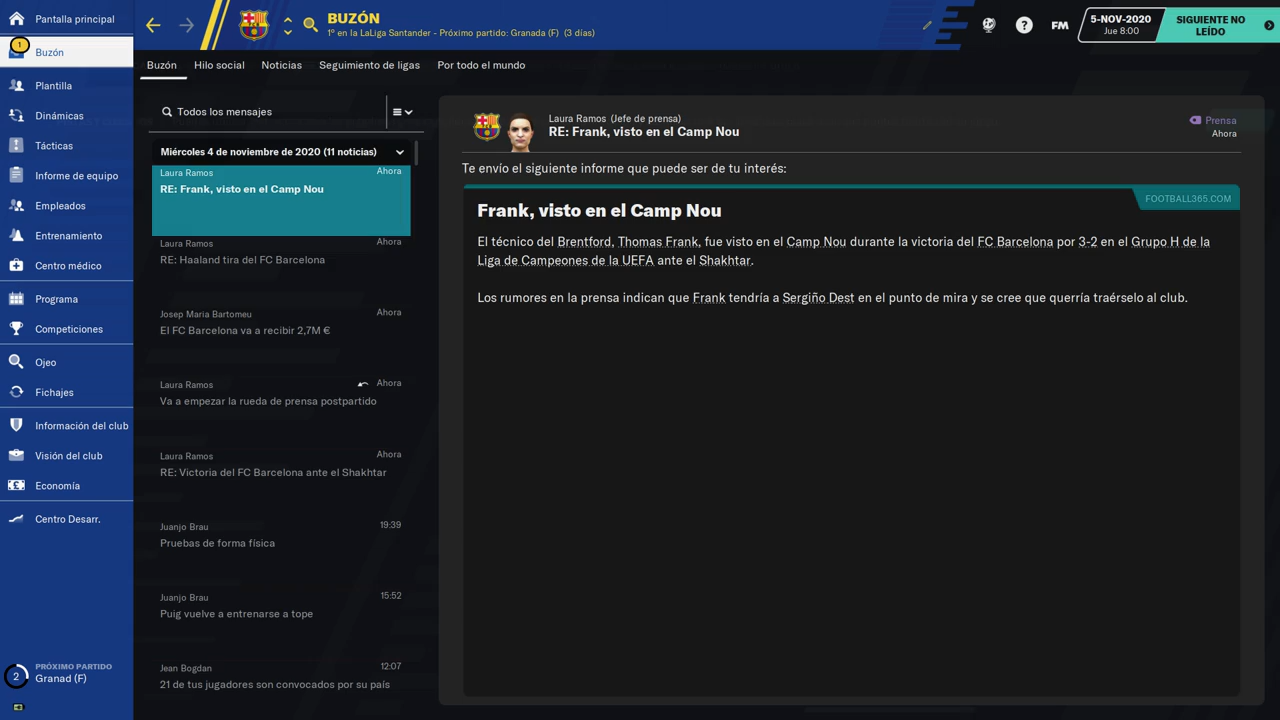 Pantalla principal
1
Buzón
Plantilla
Dinámicas
Tácticas
Informe de equipo
Empleados
Entrenamiento
Centro médico
Programa
Competiciones
Ojeo
Fichajes
Información del club
Visión del club
Economía
Centro Desarr.
2
PRÓXIMO PARTIDO
Granad (F)
BUZÓN
1º en la LaLiga Santander - Próximo partido: Granada (F) (3 días)
?
FM
5-NOV-2020
Jue 8:00
SIGUIENTE NO
LEÍDO
Buzón
Hilo social
Noticias
Seguimiento de ligas
Por todo el mundo
Todos los mensajes
Miércoles 4 de noviembre de 2020 (11 noticias)
Laura Ramos Ahora
RE: Frank, visto en el Camp Nou
Laura Ramos Ahora
RE: Haaland tira del FC Barcelona
Josep Maria Bartomeu Ahora
El FC Barcelona va a recibir 2,7M €
Laura Ramos Ahora
Va a empezar la rueda de prensa postpartido
Laura Ramos Ahora
RE: Victoria del FC Barcelona ante el Shakhtar
Juanjo Brau 19:39
Pruebas de forma física
Juanjo Brau 15:52
Puig vuelve a entrenarse a tope
Jean Bogdan 12:07
21 de tus jugadores son convocados por su país
Laura Ramos (Jefe de prensa)
RE: Frank, visto en el Camp Nou
Prensa
Ahora
Te envío el siguiente informe que puede ser de tu interés:
FOOTBALL365.COM
Frank, visto en el Camp Nou
El técnico del Brentford, Thomas Frank, fue visto en el Camp Nou durante la victoria del FC Barcelona por 3-2 en el Grupo H de la
Liga de Campeones de la UEFA ante el Shakhtar.
Los rumores en la prensa indican que Frank tendría a Sergiño Dest en el punto de mira y se cree que querría traérselo al club.